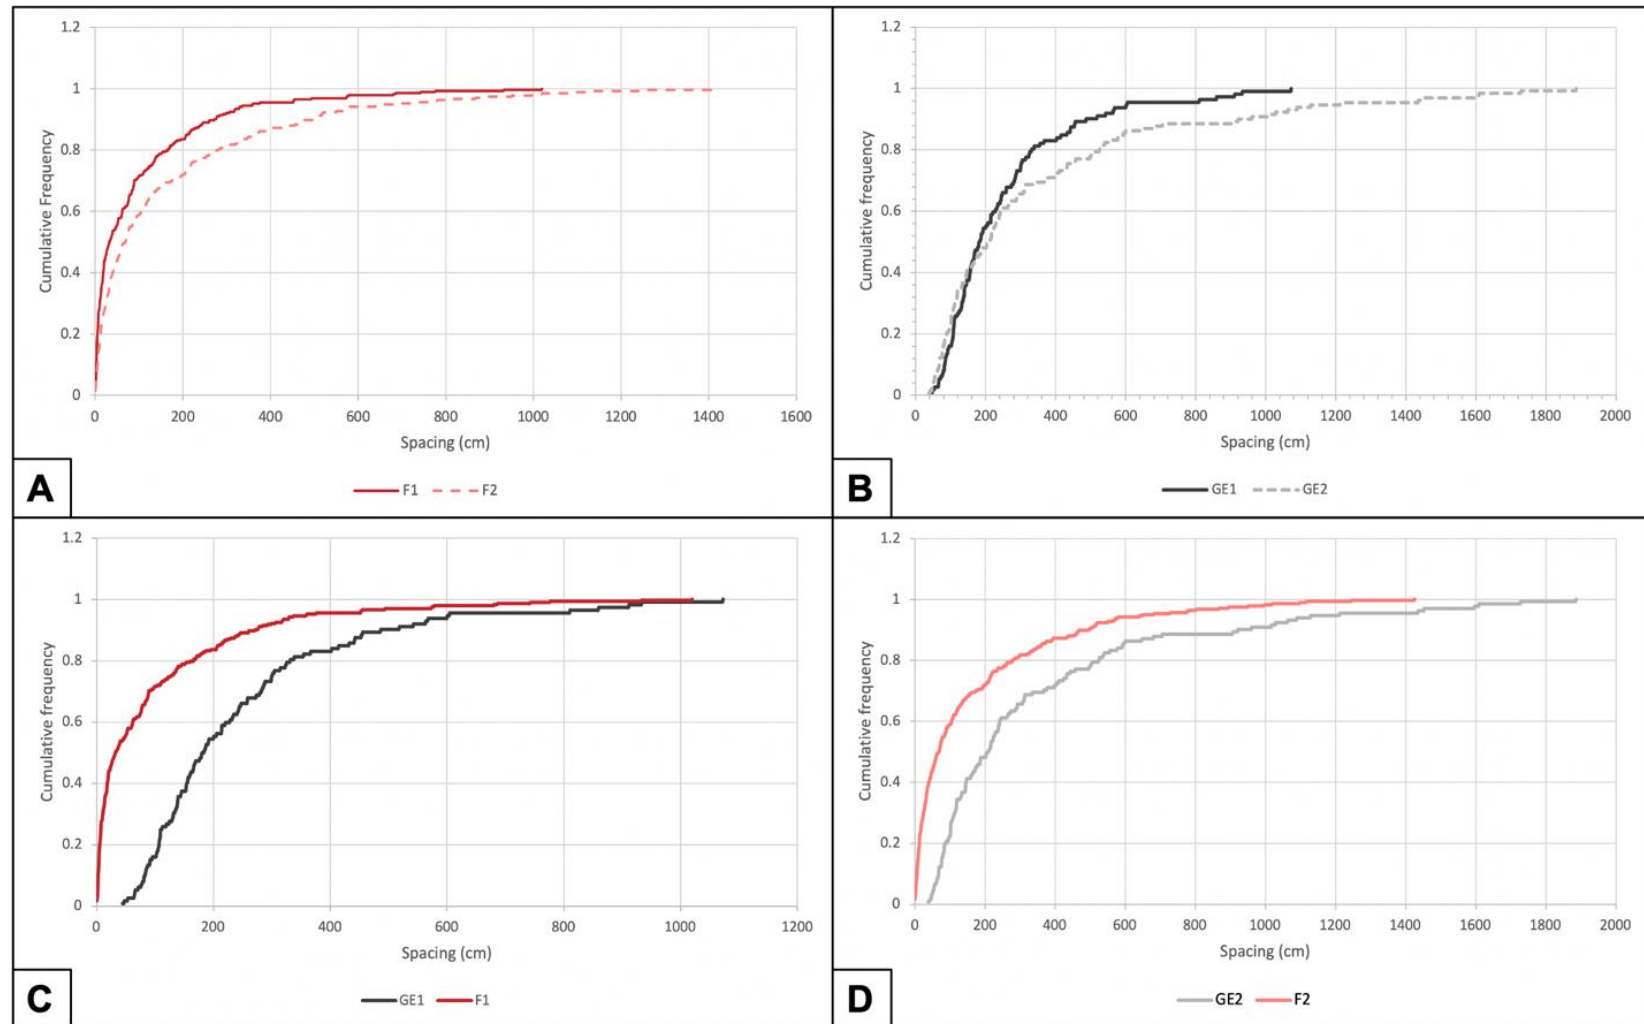 1.2
1
0.8
0.6
0.4
0.2
0
Cumulative Frequency
0 200 400 600 800 1000 1200 1400 1600
Spacing (cm)
F1 F2
A
1.2
1
0.8
0.6
0.4
0.2
0
Cumulative frequency
0 200 400 600 800 1000 1200 1400 1600 1800 2000
Spacing (cm)
GE1 GE2
B
1.2
1
0.8
0.6
0.4
0.2
0
Cumulative frequency
0 200 400 600 800 1000 1200
Spacing (cm)
GE1 F1
C
1.2
1
0.8
0.6
0.4
0.2
0
Cumulative frequency
0 200 400 600 800 1000 1200 1400 1600 1800 2000
Spacing (cm)
GE2 F2
D